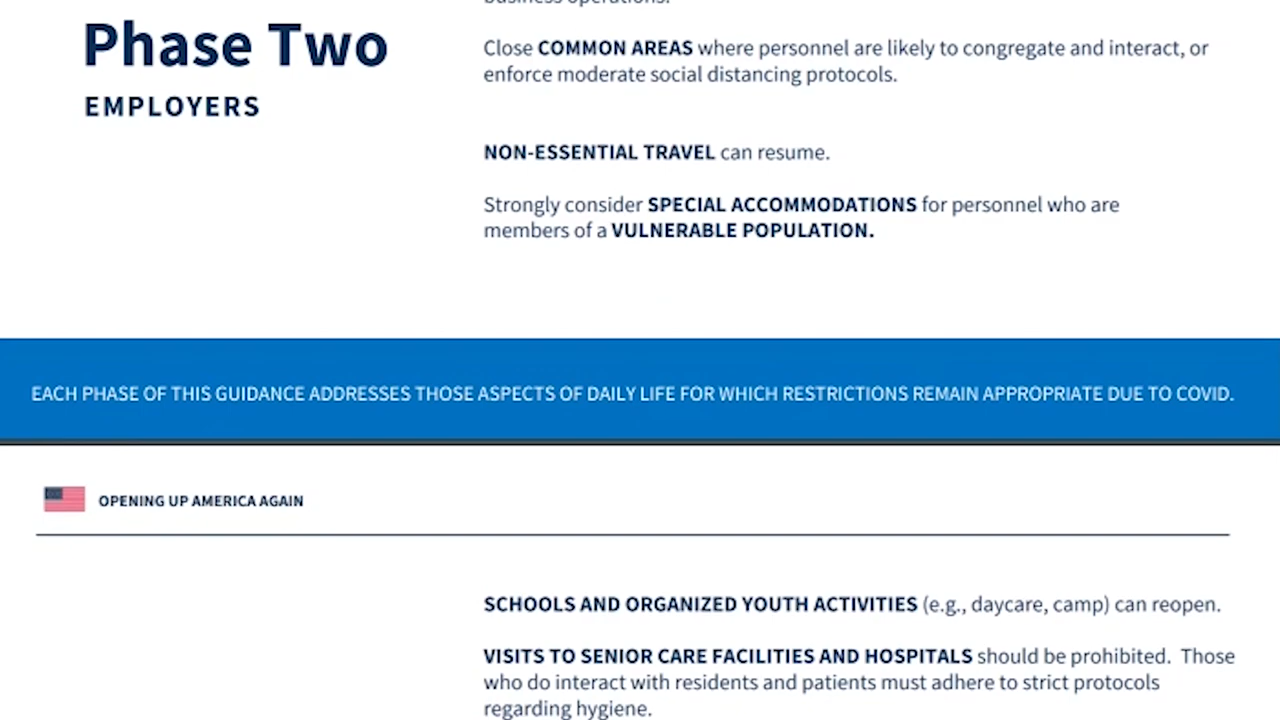 business operations.
Phase Two
EMPLOYERS
Close COMMON AREAS where personnel are likely to congregate and interact, or
enforce moderate social distancing protocols.
NON-ESSENTIAL TRAVEL can resume.
Strongly consider SPECIAL ACCOMMODATIONS for personnel who are
members of a VULNERABLE POPULATION.
EACH PHASE OF THIS GUIDANCE ADDRESSES THOSE ASPECTS OF DAILY LIFE FOR WHICH RESTRICTIONS REMAIN APPROPRIATE DUE TO COVID.
OPENING UP AMERICA AGAIN
SCHOOLS AND ORGANIZED YOUTH ACTIVITIES (e.g., daycare, camp) can reopen.
VISITS TO SENIOR CARE FACILITIES AND HOSPITALS should be prohibited.  Those
who do interact with residents and patients must adhere to strict protocols
regarding hygiene.